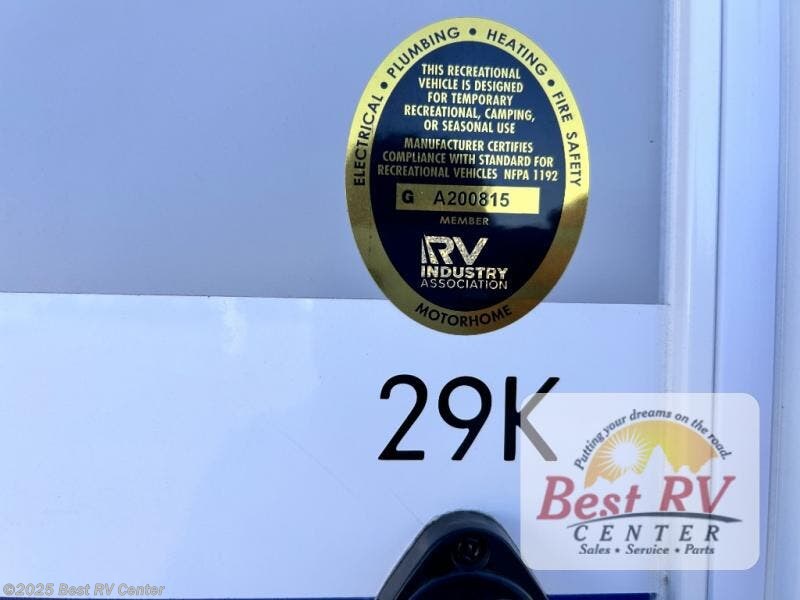 ELECTRICAL • PLUMBING • HEATING • FIRE SAFETY
THIS RECREATIONAL
VEHICLE IS DESIGNED
FOR TEMPORARY
RECREATIONAL, CAMPING,
OR SEASONAL USE
MANUFACTURER CERTIFIES
COMPLIANCE WITH STANDARD FOR
RECREATIONAL VEHICLES NFPA 1192
G A200815
MEMBER
RV
INDUSTRY
ASSOCIATION
MOTORHOME
29K
Putting your dreams on the road.
Best RV
CENTER
Sales • Service • Parts
©2025 Best RV Center